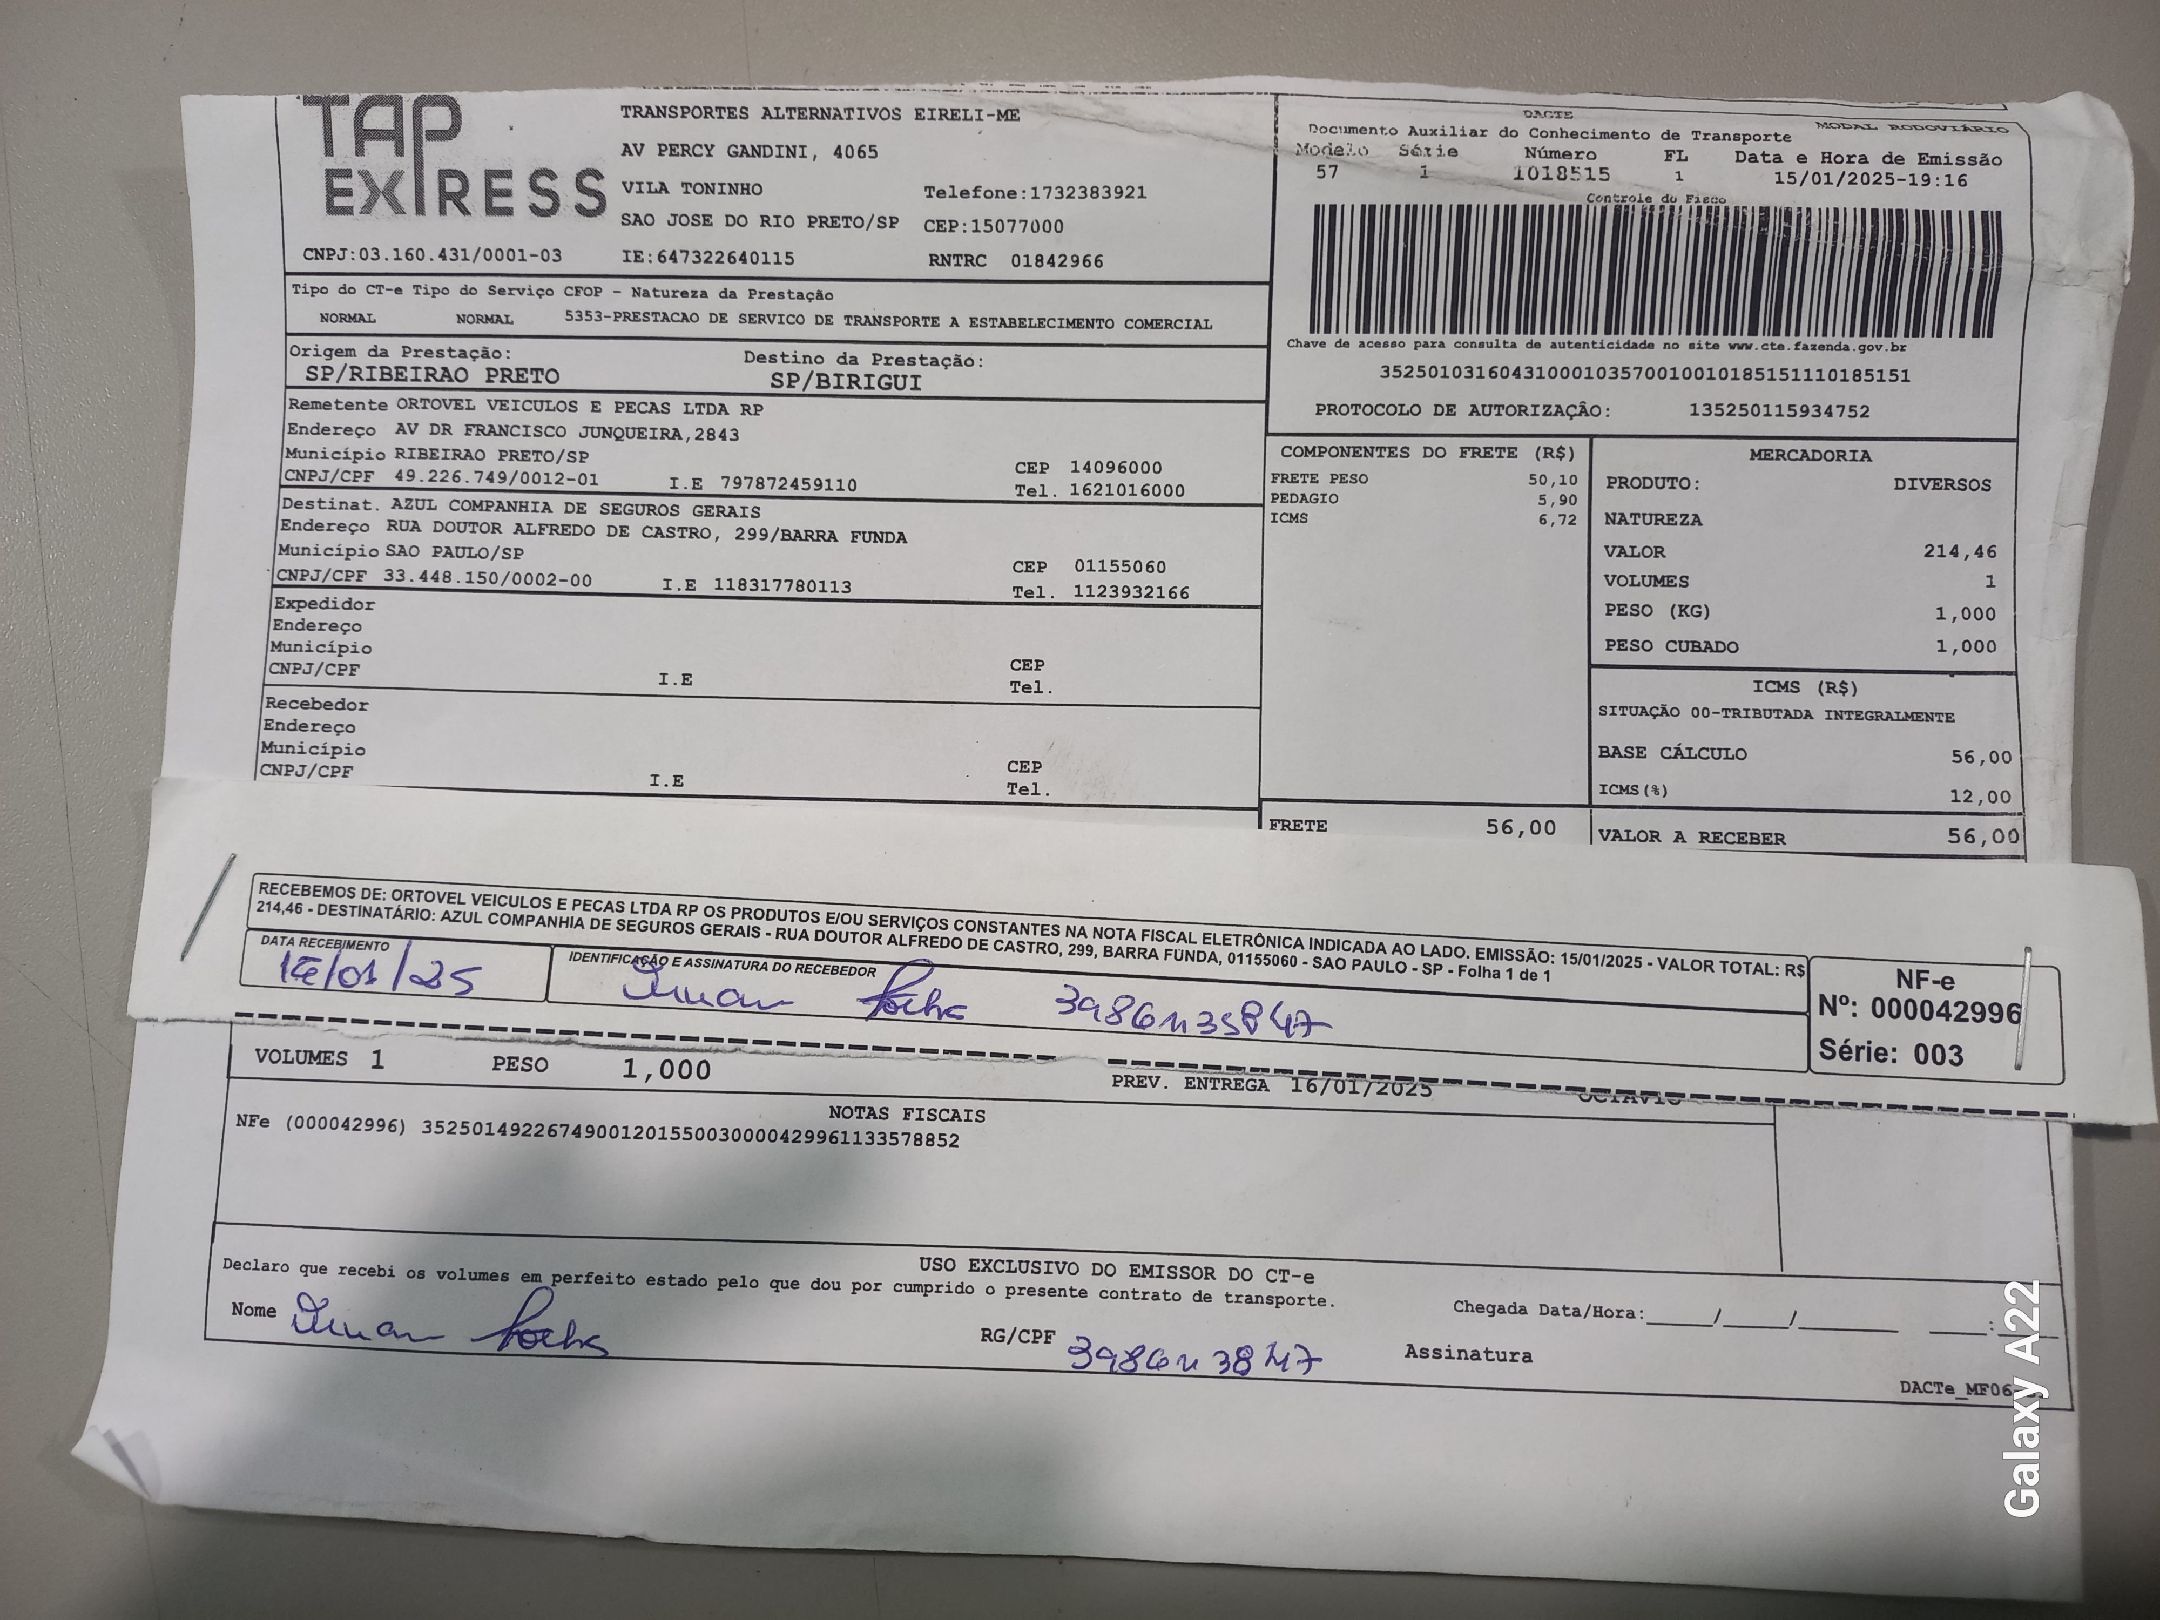 TAP EXPRESS
TRANSPORTES ALTERNATIVOS EIRELI-ME
AV PERCY GANDINI, 4065
VILA TONINHO Telefone:1732383921
SAO JOSE DO RIO PRETO/SP CEP:15077000
CNPJ:03.160.431/0001-03 IE:647322640115 RNTRC 01842966
DACTE
Documento Auxiliar do Conhecimento de Transporte MODAL RODOVIÁRIO
Modelo Série Número FL Data e Hora de Emissão
57 1 1018515 1 15/01/2025-19:16
Controle do Fisco
Chave de acesso para consulta de autenticidade no site www.cte.fazenda.gov.br
35250103160431000103570010010185151110185151
PROTOCOLO DE AUTORIZAÇÃO: 135250115934752
Tipo do CT-e Tipo do Serviço CFOP - Natureza da Prestação
NORMAL NORMAL 5353-PRESTACAO DE SERVICO DE TRANSPORTE A ESTABELECIMENTO COMERCIAL
Origem da Prestação: Destino da Prestação:
SP/RIBEIRAO PRETO SP/BIRIGUI
Remetente ORTOVEL VEICULOS E PECAS LTDA RP
Endereço AV DR FRANCISCO JUNQUEIRA,2843
Município RIBEIRAO PRETO/SP CEP 14096000
CNPJ/CPF 49.226.749/0012-01 I.E 797872459110 Tel. 1621016000
Destinat. AZUL COMPANHIA DE SEGUROS GERAIS
Endereço RUA DOUTOR ALFREDO DE CASTRO, 299/BARRA FUNDA
Município SAO PAULO/SP CEP 01155060
CNPJ/CPF 33.448.150/0002-00 I.E 118317780113 Tel. 1123932166
Expedidor
Endereço
Município CEP
CNPJ/CPF I.E Tel.
Recebedor
Endereço
Município CEP
CNPJ/CPF I.E Tel.
COMPONENTES DO FRETE (R$)
FRETE PESO 50,10
PEDAGIO 5,90
ICMS 6,72
FRETE 56,00
MERCADORIA
PRODUTO: DIVERSOS
NATUREZA
VALOR 214,46
VOLUMES 1
PESO (KG) 1,000
PESO CUBADO 1,000
ICMS (R$)
SITUAÇÃO 00-TRIBUTADA INTEGRALMENTE
BASE CÁLCULO 56,00
ICMS(%) 12,00
VALOR A RECEBER 56,00
RECEBEMOS DE: ORTOVEL VEICULOS E PECAS LTDA RP OS PRODUTOS E/OU SERVIÇOS CONSTANTES NA NOTA FISCAL ELETRÔNICA INDICADA AO LADO. EMISSÃO: 15/01/2025 - VALOR TOTAL: R$
214,46 - DESTINATÁRIO: AZUL COMPANHIA DE SEGUROS GERAIS - RUA DOUTOR ALFREDO DE CASTRO, 299, BARRA FUNDA, 01155060 - SAO PAULO - SP - Folha 1 de 1
DATA RECEBIMENTO IDENTIFICAÇÃO E ASSINATURA DO RECEBEDOR
NF-e
Nº: 000042996
Série: 003
VOLUMES 1 PESO 1,000 PREV. ENTREGA 16/01/2025
NOTAS FISCAIS
NFe (000042996) 35250149226749001201550030000429961133578852
USO EXCLUSIVO DO EMISSOR DO CT-e
Declaro que recebi os volumes em perfeito estado pelo que dou por cumprido o presente contrato de transporte.
Nome RG/CPF Assinatura
Chegada Data/Hora:_____/_____/_______ ____:____
Galaxy A22